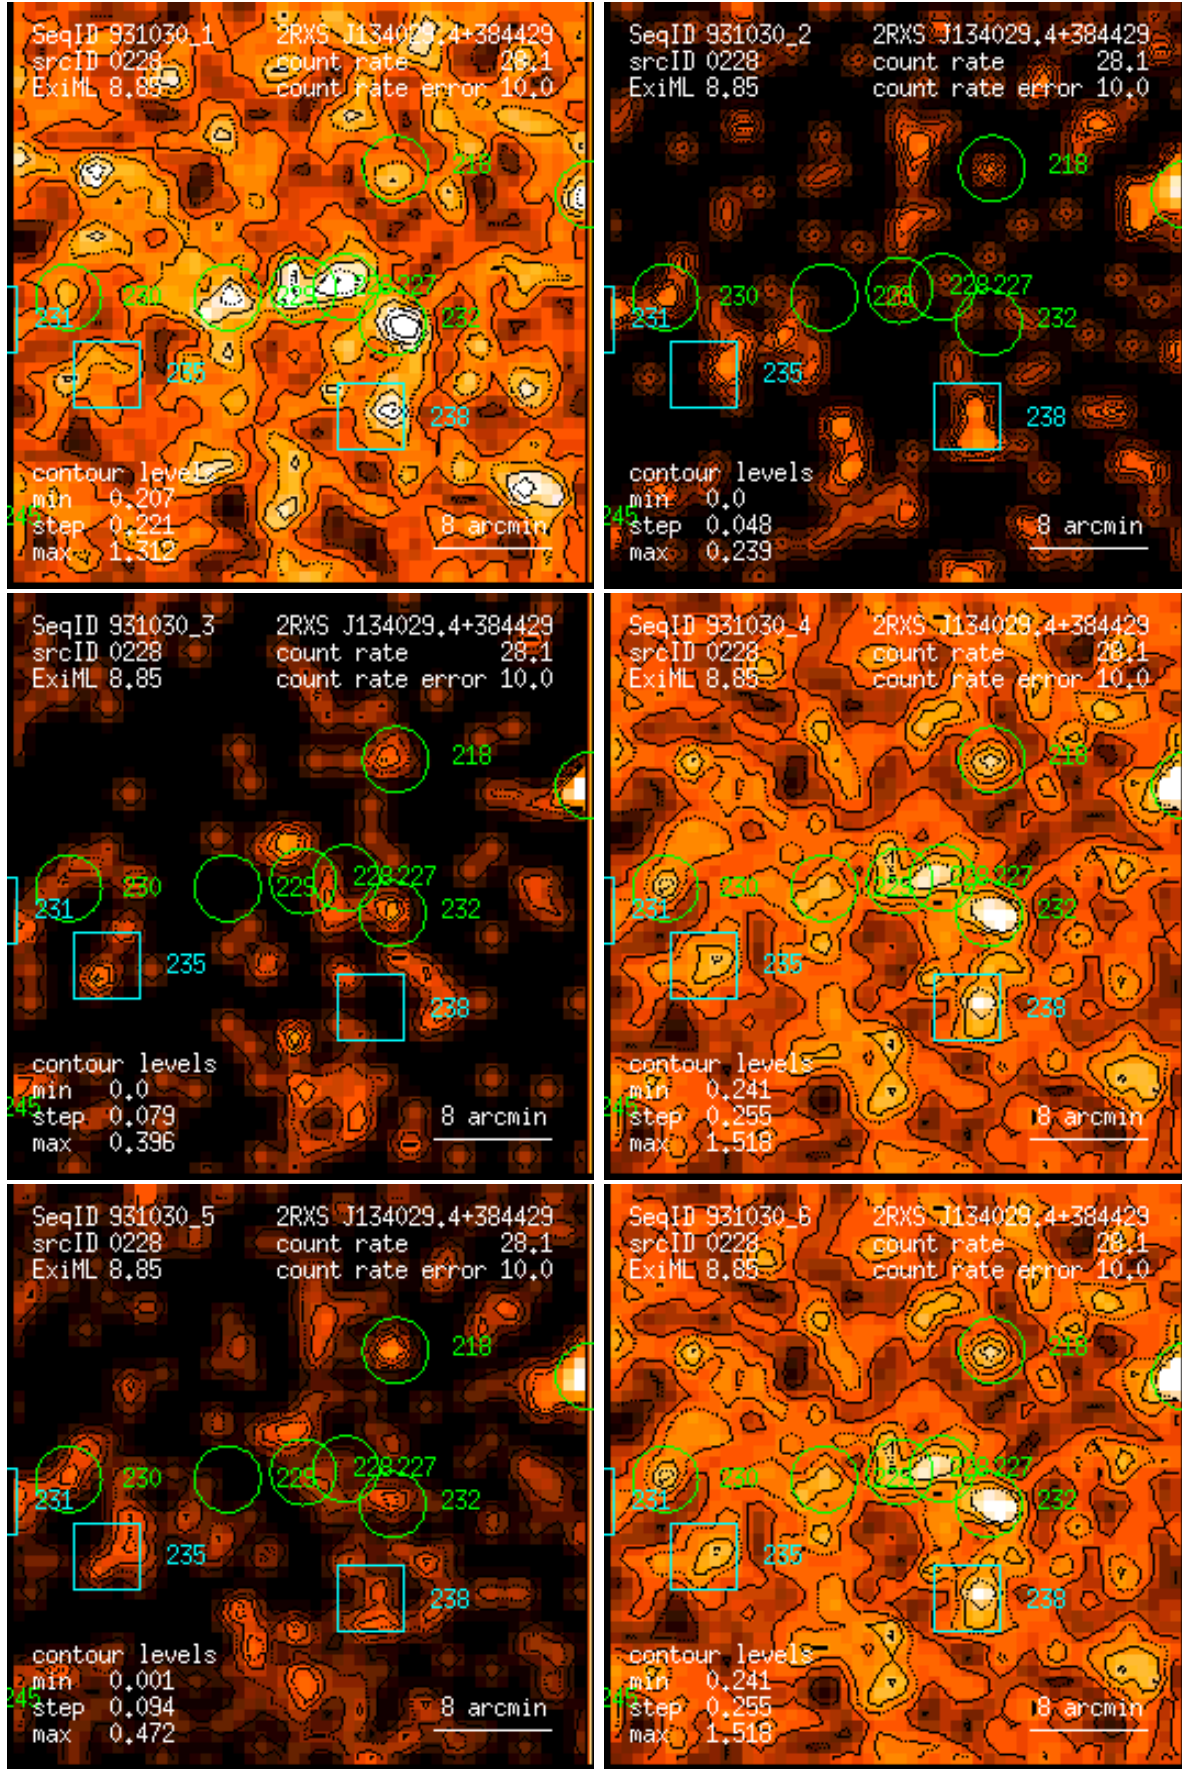 SeqID 931030_1 2RXS J134029.4+384429
srcID 0228 count rate 28.1
ExiML 8.85 count rate error 10.0
218
230 229 228 227
231 232
235
238
contour levels
min 0.207
245
step 0.221 8 arcmin
max 1.312
SeqID 931030_2 2RXS J134029.4+384429
srcID 0228 count rate 28.1
ExiML 8.85 count rate error 10.0
218
230 229 228 227
231 232
235
238
contour levels
min 0.0
245
step 0.048 8 arcmin
max 0.239
SeqID 931030_3 2RXS J134029.4+384429
srcID 0228 count rate 28.1
ExiML 8.85 count rate error 10.0
218
230 229 228 227
231 232
235
238
contour levels
min 0.0
245
step 0.079 8 arcmin
max 0.396
SeqID 931030_4 2RXS J134029.4+384429
srcID 0228 count rate 28.1
ExiML 8.85 count rate error 10.0
218
230 229 228 227
231 232
235
238
contour levels
min 0.241
245
step 0.255 8 arcmin
max 1.518
SeqID 931030_5 2RXS J134029.4+384429
srcID 0228 count rate 28.1
ExiML 8.85 count rate error 10.0
218
230 229 228 227
231 232
235
238
contour levels
min 0.001
245
step 0.094 8 arcmin
max 0.472
SeqID 931030_6 2RXS J134029.4+384429
srcID 0228 count rate 28.1
ExiML 8.85 count rate error 10.0
218
230 229 228 227
231 232
235
238
contour levels
min 0.241
245
step 0.255 8 arcmin
max 1.518